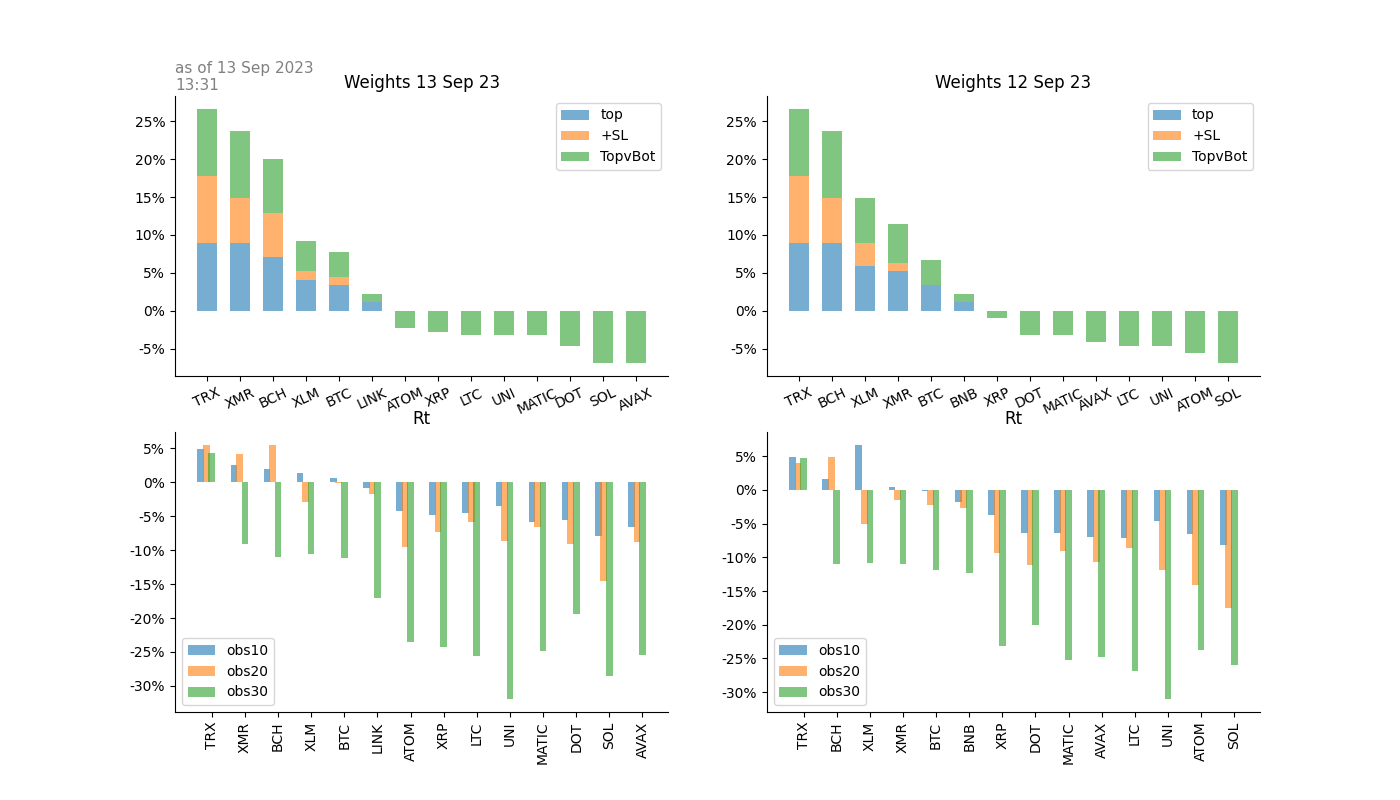 as of 13 Sep 2023
13:31
Weights 13 Sep 23
25%
20%
15%
10%
5%
0%
-5%
top
+SL
TopvBot
TRX XMR BCH XLM BTC LINK ATOM XRP LTC UNI MATIC DOT SOL AVAX
Weights 12 Sep 23
25%
20%
15%
10%
5%
0%
-5%
top
+SL
TopvBot
TRX BCH XLM XMR BTC BNB XRP DOT MATIC AVAX LTC UNI ATOM SOL
Rt
5%
0%
-5%
-10%
-15%
-20%
-25%
-30%
obs10
obs20
obs30
TRX XMR BCH XLM BTC LINK ATOM XRP LTC UNI MATIC DOT SOL AVAX
Rt
5%
0%
-5%
-10%
-15%
-20%
-25%
-30%
obs10
obs20
obs30
TRX BCH XLM XMR BTC BNB XRP DOT MATIC AVAX LTC UNI ATOM SOL